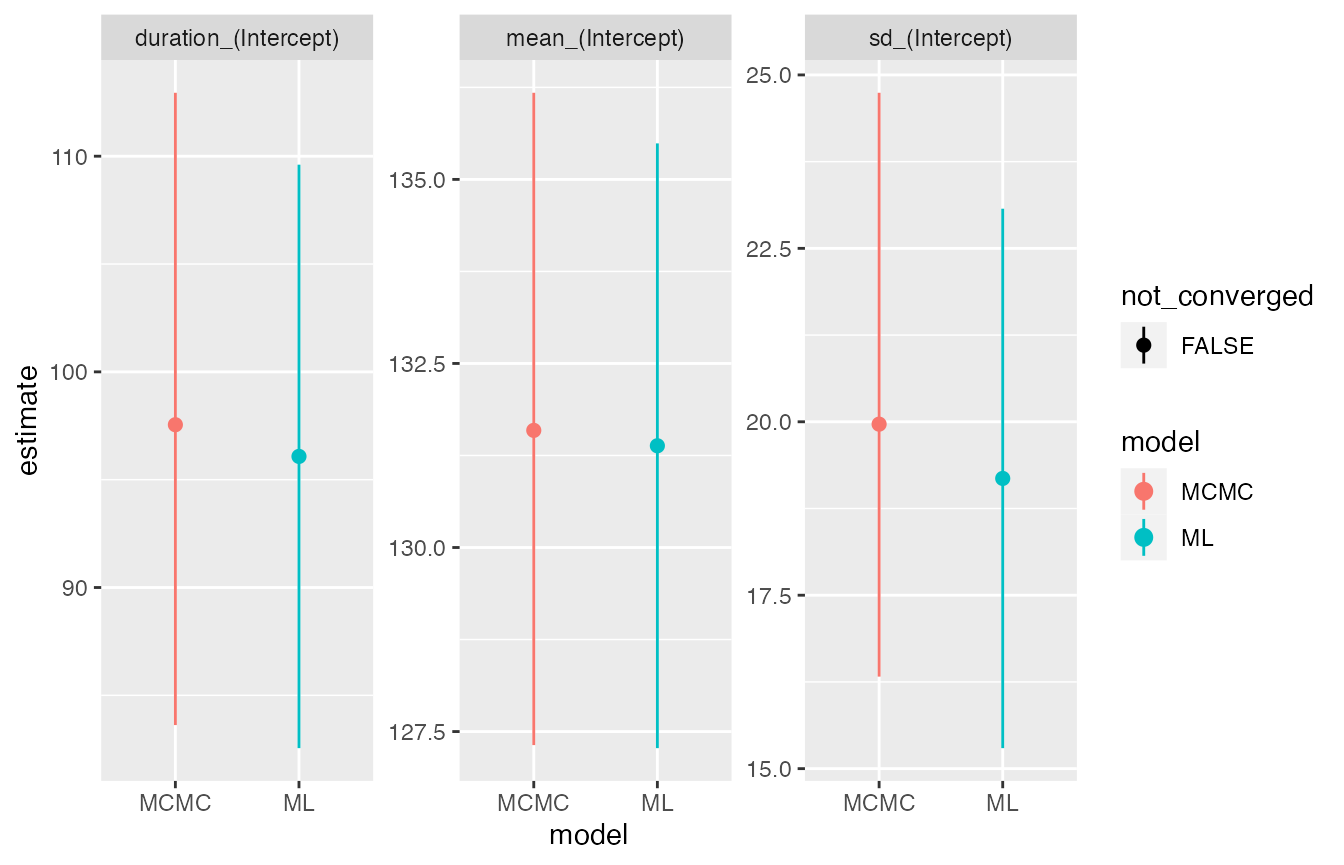 duration_(Intercept)
mean_(Intercept)
sd_(Intercept)
estimate
110
100
90
135.0
132.5
130.0
127.5
25.0
22.5
20.0
17.5
15.0
MCMC
ML
MCMC
ML
MCMC
ML
model
not_converged
FALSE
model
MCMC
ML